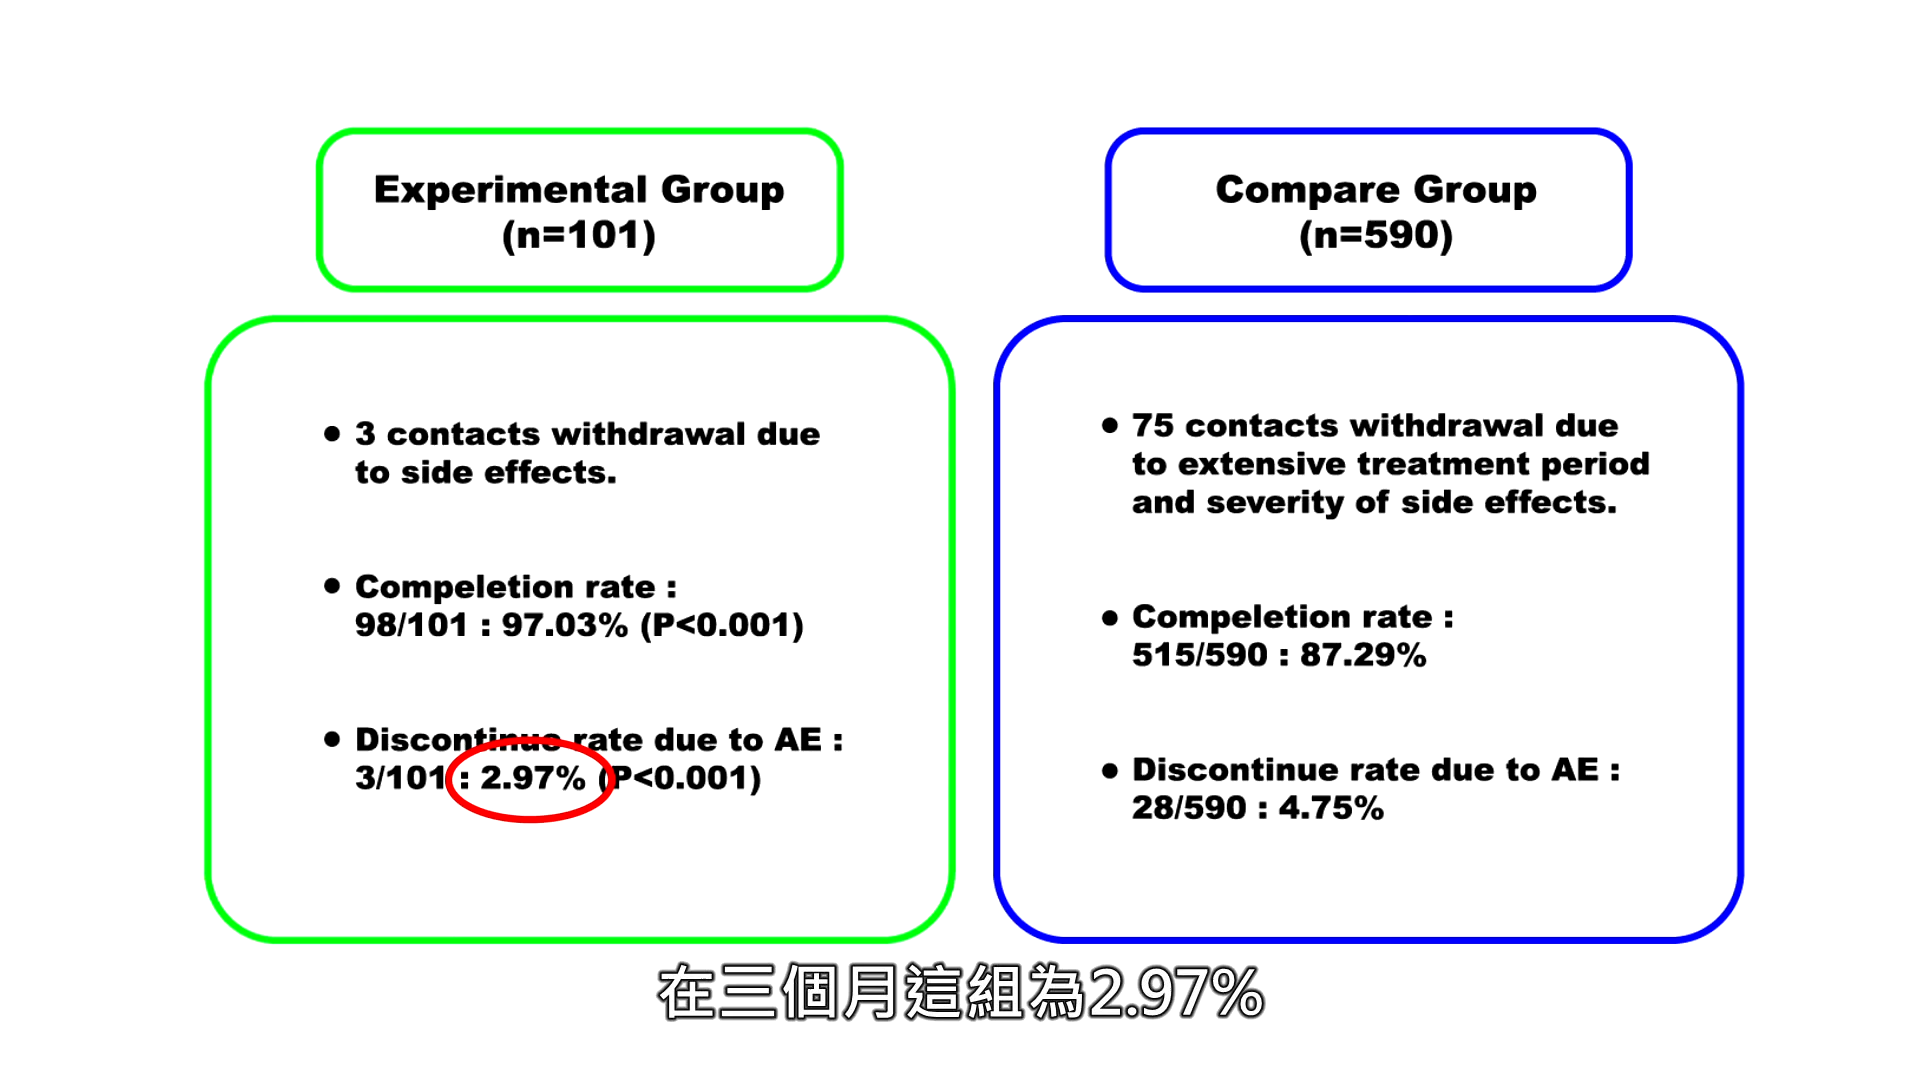 Experimental Group
(n=101)
Compare Group
(n=590)
• 3 contacts withdrawal due
to side effects.
• Compeletion rate :
98/101 : 97.03% (P<0.001)
• Discontinue rate due to AE :
3/101 : 2.97% (P<0.001)
• 75 contacts withdrawal due
to extensive treatment period
and severity of side effects.
• Compeletion rate :
515/590 : 87.29%
• Discontinue rate due to AE :
28/590 : 4.75%
在三個月這組為2.97%